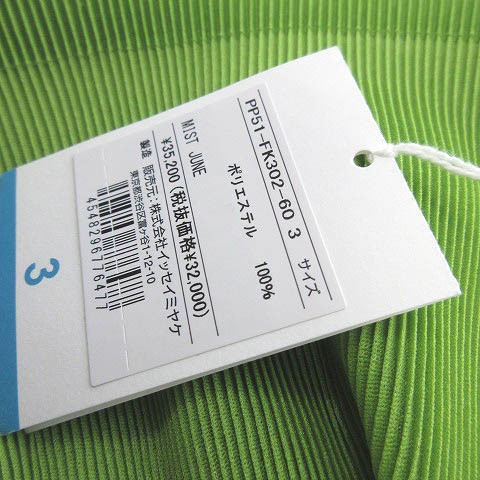 PP51-FK302-60 3 サイズ
ポリエステル 100%
MIST JUNE
¥35,200(税抜価格¥32,000)
製造 販売元:株式会社イッセイミヤケ
東京都渋谷区富ヶ谷1-12-10
4548296776477
3